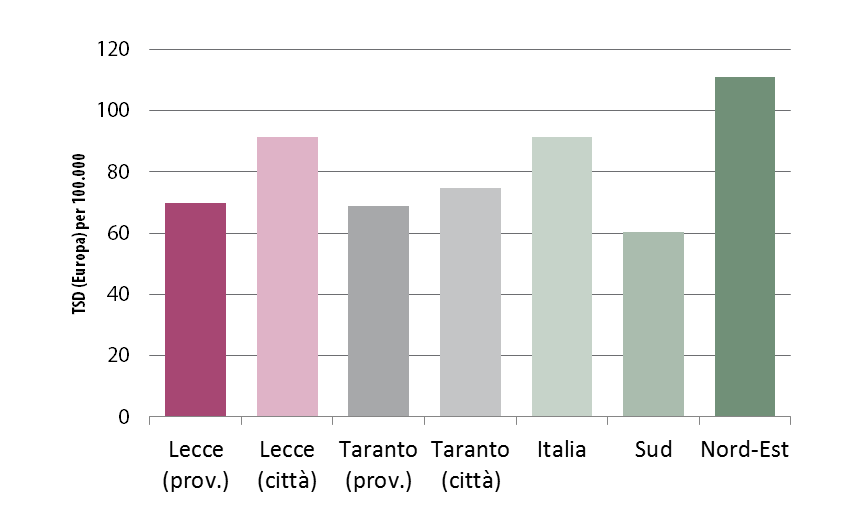 120
100
80
60
40
20
0
TSD (Europa) per 100.000
Lecce (prov.)
Lecce (città)
Taranto (prov.)
Taranto (città)
Italia
Sud
Nord-Est